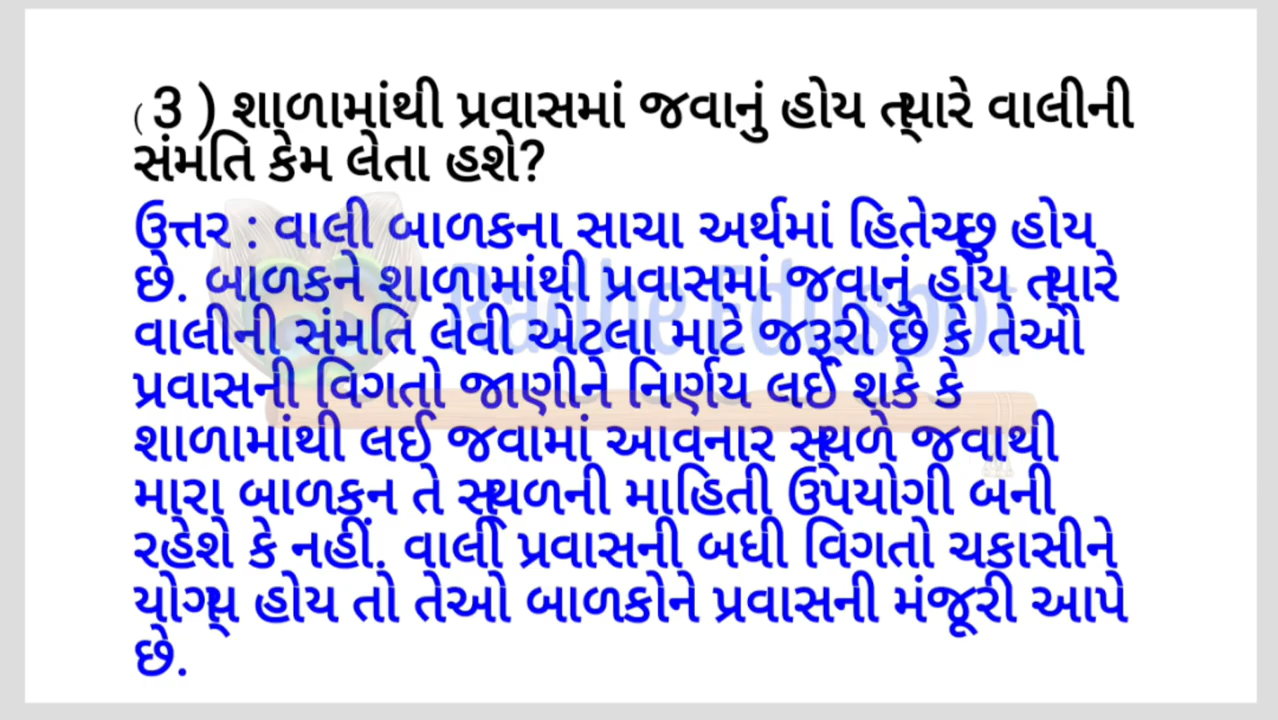 (3 ) શાળામાંથી પ્રવાસમાં જવાનું હોય ત્યારે વાલીની
સંમતિ કેમ લેતા હશે?
ઉત્તર : વાલી બાળકના સાચા અર્થમાં હિતેચ્છુ હોય
છે. બાળકને શાળામાંથી પ્રવાસમાં જવાનું હોય ત્યારે
વાલીની સંમતિ લેવી એટલા માટે જરૂરી છે કે તેઓ
પ્રવાસની વિગતો જાણીને નિર્ણય લઈ શકે કે
શાળામાંથી લઈ જવામાં આવનાર સ્થળે જવાથી
મારા બાળકન તે સ્થળની માહિતી ઉપયોગી બની
રહેશે કે નહીં. વાલી પ્રવાસની બધી વિગતો ચકાસીને
યોગ્ય હોય તો તેઓ બાળકોને પ્રવાસની મંજૂરી આપે
છે.
Radhe Eduspot